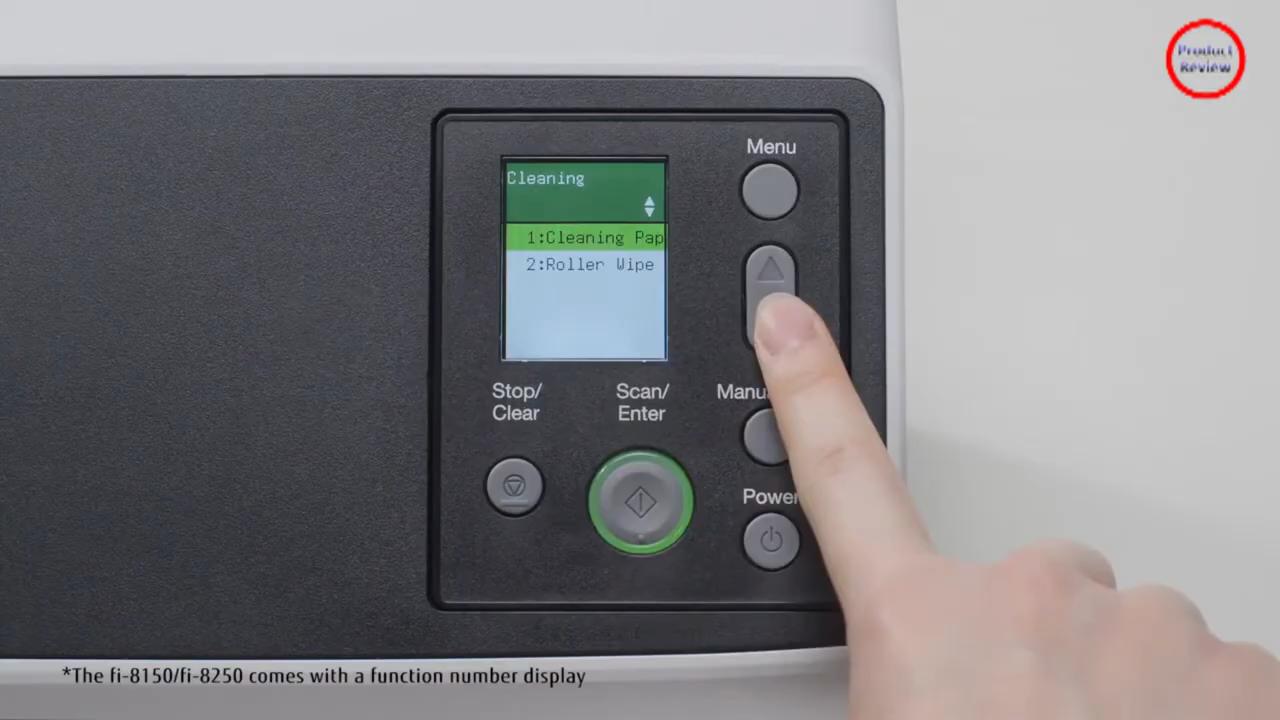 Product
Review
Menu
Cleaning
1:Cleaning Pap
2:Roller Wipe
Stop/
Clear
Scan/
Enter
Manu
Power
*The fi-8150/fi-8250 comes with a function number display